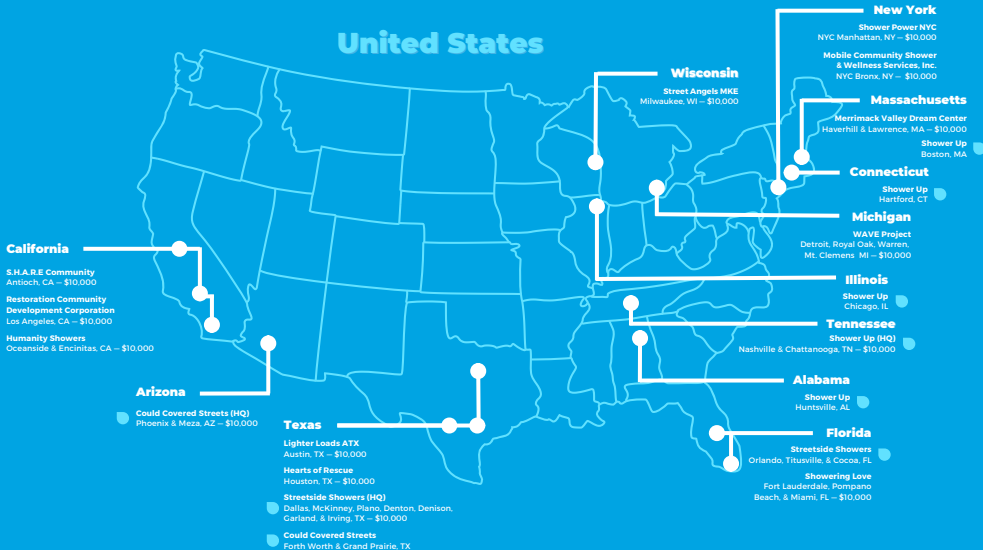 United States
New York
Shower Power NYC
NYC Manhattan, NY – $10,000
Mobile Community Shower
& Wellness Services, Inc.
NYC Bronx, NY – $10,000
Wisconsin
Street Angels MKE
Milwaukee, WI – $10,000
Massachusetts
Merrimack Valley Dream Center
Haverhill & Lawrence, MA – $10,000
Shower Up
Boston, MA
Connecticut
Shower Up
Hartford, CT
Michigan
WAVE Project
Detroit, Royal Oak, Warren,
Mt. Clemens MI – $10,000
Illinois
Shower Up
Chicago, IL
Tennessee
Shower Up (HQ)
Nashville & Chattanooga, TN – $10,000
Alabama
Shower Up
Huntsville, AL
Florida
Streetside Showers
Orlando, Titusville, & Cocoa, FL
Showering Love
Fort Lauderdale, Pompano
Beach, & Miami, FL – $10,000
California
S.H.A.R.E Community
Antioch, CA – $10,000
Restoration Community
Development Corporation
Los Angeles, CA – $10,000
Humanity Showers
Oceanside & Encinitas, CA – $10,000
Arizona
Could Covered Streets (HQ)
Phoenix & Meza, AZ – $10,000
Texas
Lighter Loads ATX
Austin, TX – $10,000
Hearts of Rescue
Houston, TX – $10,000
Streetside Showers (HQ)
Dallas, McKinney, Plano, Denton, Denison,
Garland, & Irving, TX – $10,000
Could Covered Streets
Forth Worth & Grand Prairie, TX